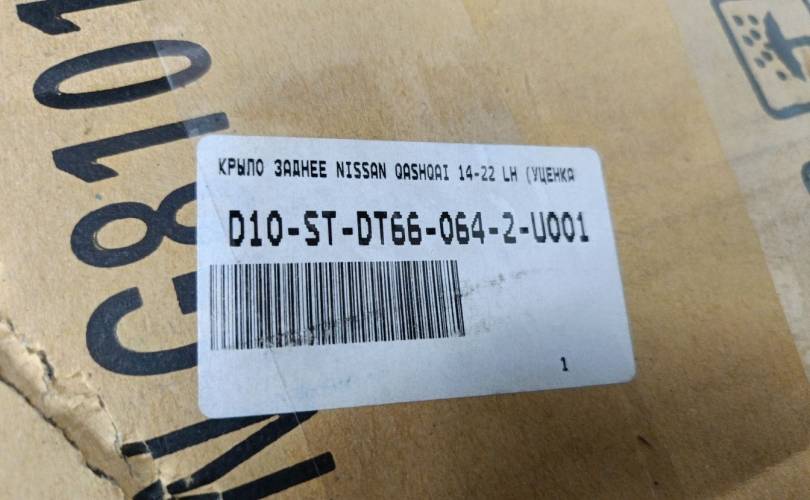 КРЫЛО ЗАДНЕЕ NISSAN QASHQAI 14-22 LH (УЦЕНКА
D10-ST-DT66-064-2-U001
1